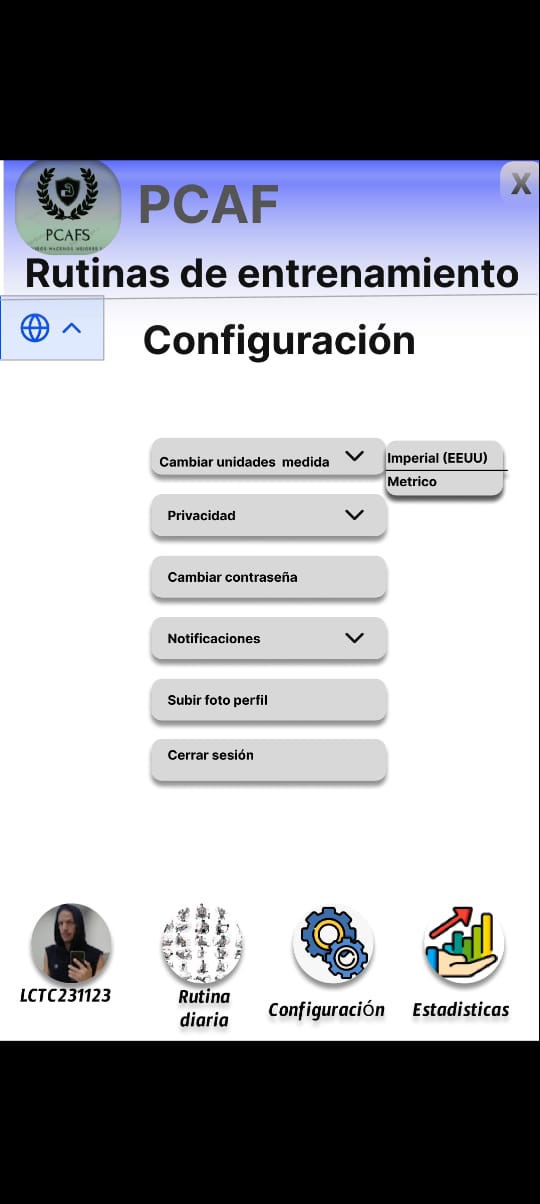 PCAF
X
PCAFS
Rutinas de entrenamiento
Configuración
Cambiar unidades medida
Imperial (EEUU)
Metrico
Privacidad
Cambiar contraseña
Notificaciones
Subir foto perfil
Cerrar sesión
LCTC231123
Rutina
diaria
Configuración
Estadisticas